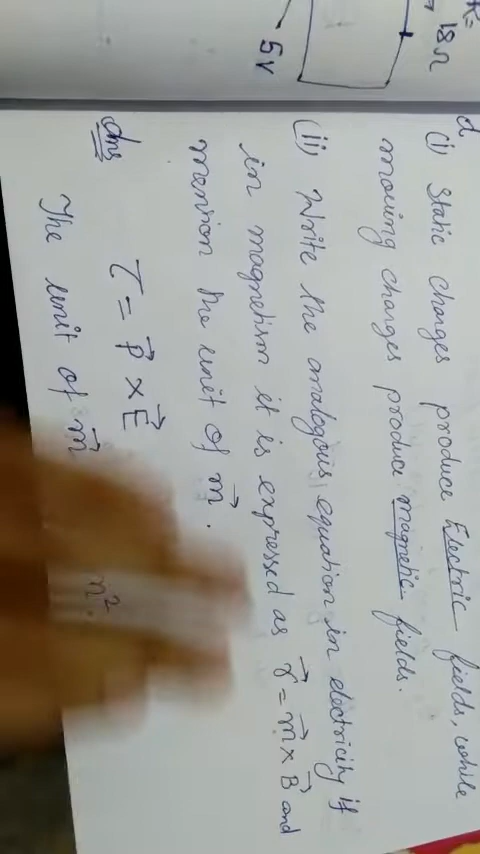 R=
18Ω
5V
d
(i) Static charges produce Electric fields, while
moving charges produce magnetic fields.
(ii) Write the analogous equation in electricity if
in magnetism it is expressed as τ⃗ = m⃗ × B⃗ and
mention the unit of m⃗.
Ans
τ = P⃗ × E⃗
The unit of m⃗ m².